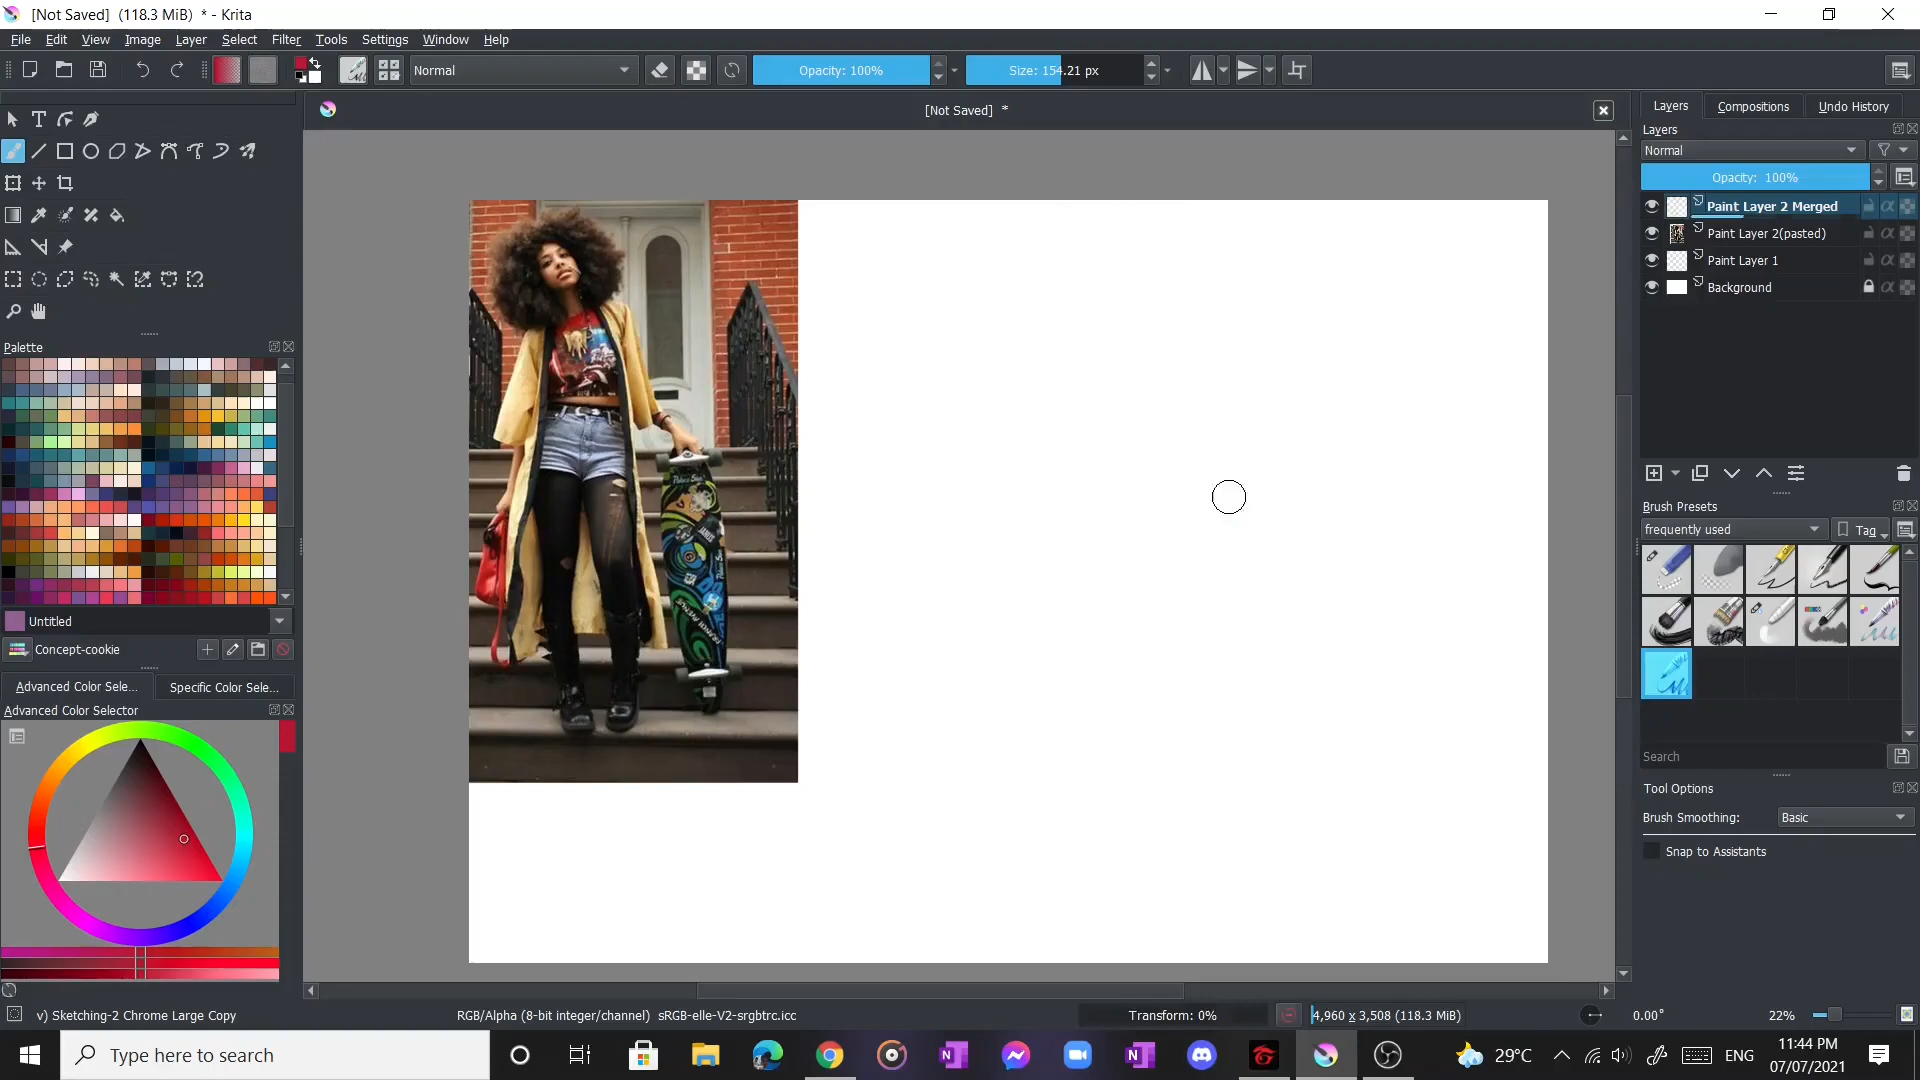 [Not Saved] (118.3 MiB) * - Krita
File Edit View Image Layer Select Filter Tools Settings Window Help
Normal
Opacity: 100%
Size: 154.21 px
[Not Saved] *
Layers Compositions Undo History
Layers
Normal
Opacity: 100%
Paint Layer 2 Merged
Paint Layer 2(pasted)
Paint Layer 1
Background
Palette
Untitled
Concept-cookie
Advanced Color Sele... Specific Color Sele...
Advanced Color Selector
Brush Presets
frequently used
Tag
Search
Tool Options
Brush Smoothing: Basic
Snap to Assistants
v) Sketching-2 Chrome Large Copy
RGB/Alpha (8-bit integer/channel) sRGB-elle-V2-srgbtrc.icc
Transform: 0%
4,960 x 3,508 (118.3 MiB)
0.00°
22%
Type here to search
29°C
ENG
11:44 PM
07/07/2021